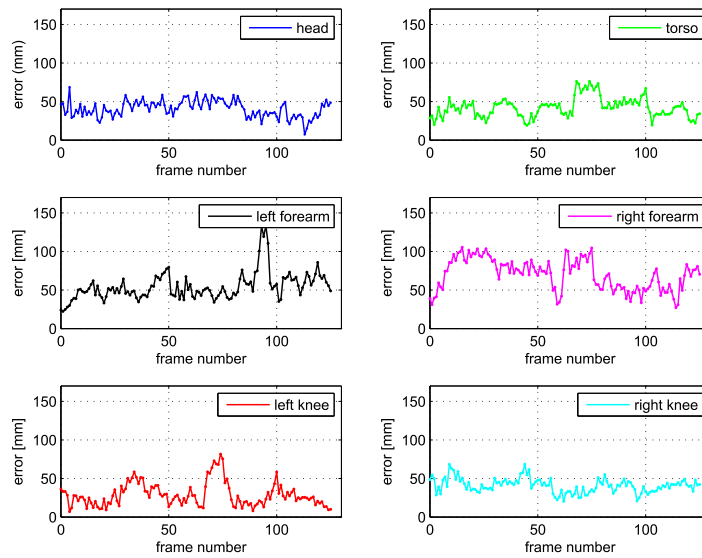 150
100
50
0
error (mm)
head
0
50
100
frame number
150
100
50
0
error [mm]
torso
0
50
100
frame number
150
100
50
0
error [mm]
left forearm
0
50
100
frame number
150
100
50
0
error [mm]
right forearm
0
50
100
frame number
150
100
50
0
error [mm]
left knee
0
50
100
frame number
150
100
50
0
error [mm]
right knee
0
50
100
frame number